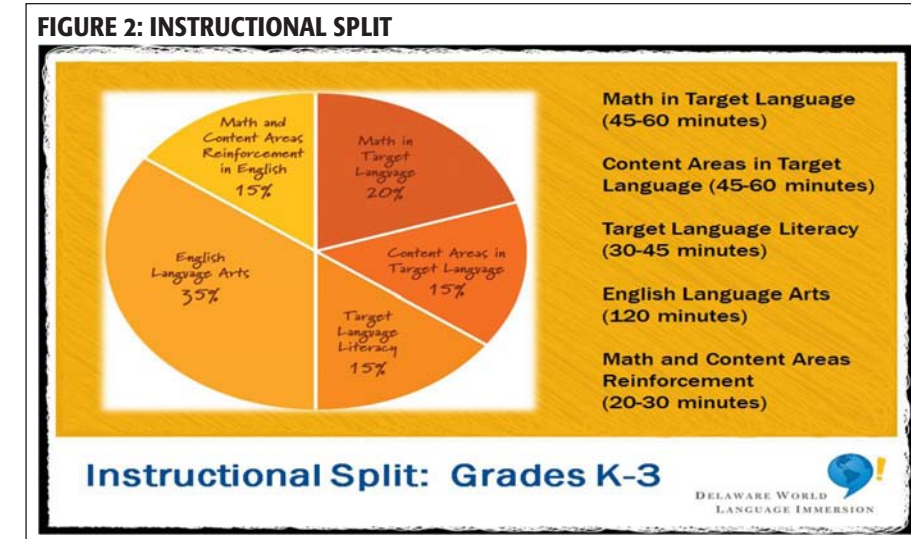 FIGURE 2: INSTRUCTIONAL SPLIT
Math and
Content Areas
Reinforcement
in English
15%
Math in
Target
Language
20%
Content Areas in
Target Language
15%
Target
Language
Literacy
15%
English
Language Arts
35%
Math in Target Language
(45-60 minutes)
Content Areas in Target
Language (45-60 minutes)
Target Language Literacy
(30-45 minutes)
English Language Arts
(120 minutes)
Math and Content Areas
Reinforcement
(20-30 minutes)
Instructional Split: Grades K-3
DELAWARE WORLD
LANGUAGE IMMERSION